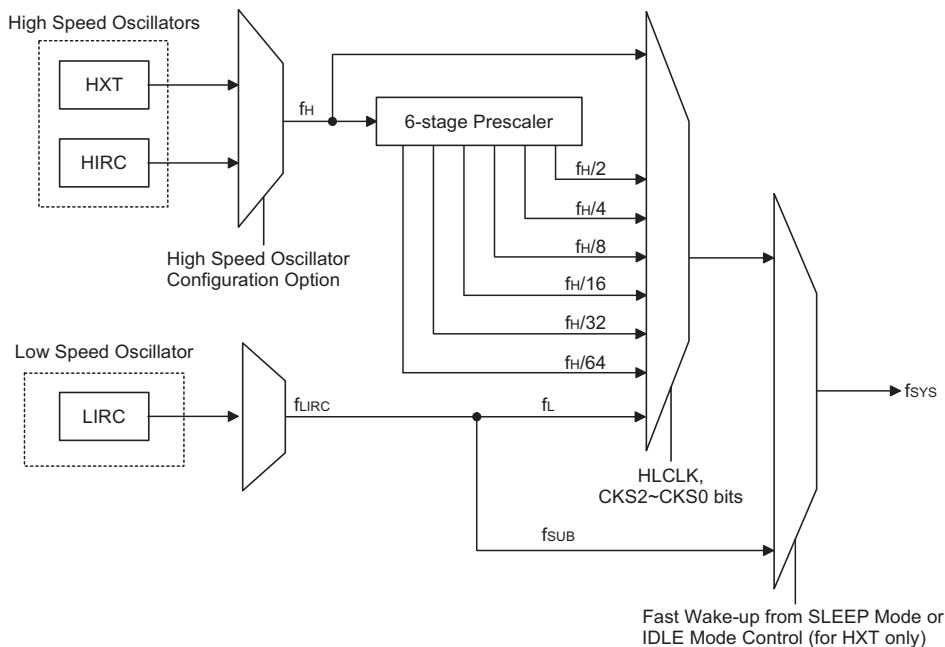 High Speed Oscillators
HXT
HIRC
fH
6-stage Prescaler
fH/2
fH/4
fH/8
fH/16
fH/32
fH/64
High Speed Oscillator
Configuration Option
Low Speed Oscillator
LIRC
fLIRC
fL
fSUB
HLCLK,
CKS2~CKS0 bits
fSYS
Fast Wake-up from SLEEP Mode or
IDLE Mode Control (for HXT only)